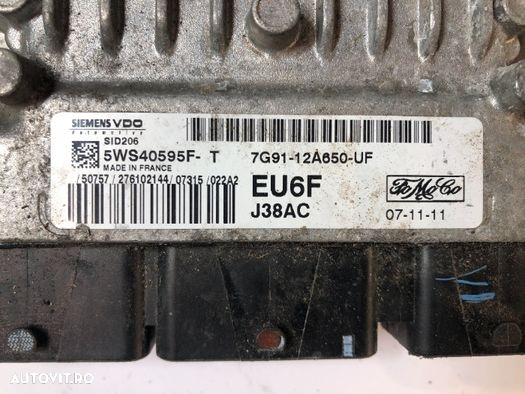 SIEMENS VDO
Automotive
SID206
5WS40595F- T 7G91-12A650-UF
MADE IN FRANCE
/50757/276102144/07315/022A2
EU6F
J38AC
FoMoCo
07-11-11
AUTOVIT.RO